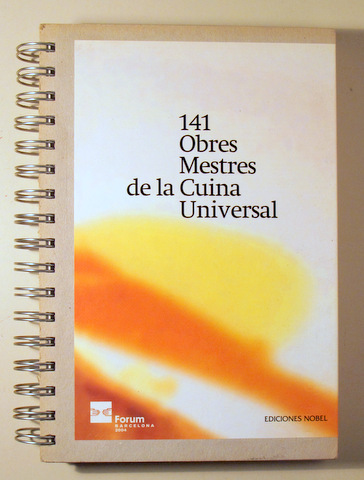 141
Obres
Mestres
de la Cuina
Universal
Forum
BARCELONA
2004
EDICIONES NOBEL